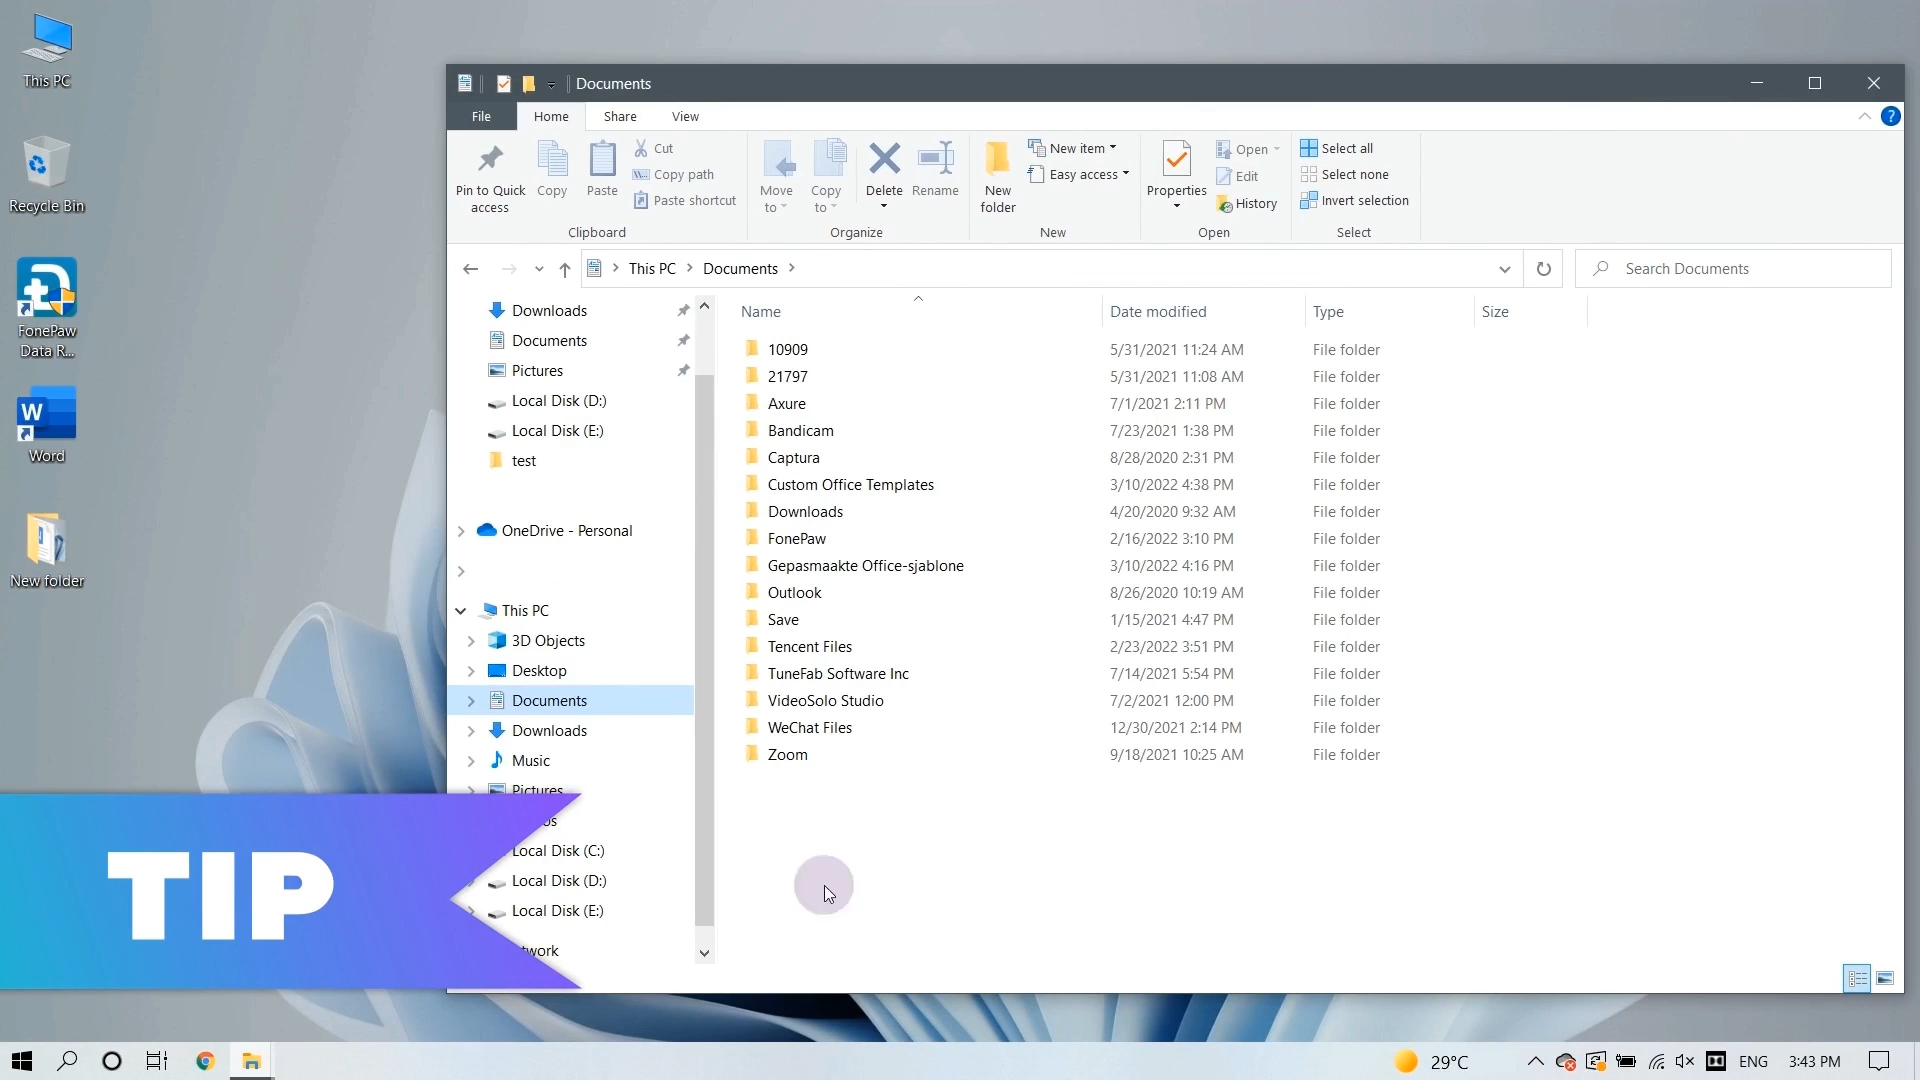 This PC
Recycle Bin
FonePaw
Data R...
Word
New folder
Documents
File
Home
Share
View
Pin to Quick
access
Copy
Paste
Cut
Copy path
Paste shortcut
Clipboard
Move
to
Copy
to
Delete
Rename
Organize
New
folder
New item
Easy access
New
Properties
Open
Edit
History
Open
Select all
Select none
Invert selection
Select
This PC
Documents
Search Documents
Downloads
Documents
Pictures
Local Disk (D:)
Local Disk (E:)
test
OneDrive - Personal
This PC
3D Objects
Desktop
Documents
Downloads
Music
Pictures
Local Disk (C:)
Local Disk (D:)
Local Disk (E:)
Name Date modified Type Size
10909 5/31/2021 11:24 AM File folder
21797 5/31/2021 11:08 AM File folder
Axure 7/1/2021 2:11 PM File folder
Bandicam 7/23/2021 1:38 PM File folder
Captura 8/28/2020 2:31 PM File folder
Custom Office Templates 3/10/2022 4:38 PM File folder
Downloads 4/20/2020 9:32 AM File folder
FonePaw 2/16/2022 3:10 PM File folder
Gepasmaakte Office-sjablone 3/10/2022 4:16 PM File folder
Outlook 8/26/2020 10:19 AM File folder
Save 1/15/2021 4:47 PM File folder
Tencent Files 2/23/2022 3:51 PM File folder
TuneFab Software Inc 7/14/2021 5:54 PM File folder
VideoSolo Studio 7/2/2021 12:00 PM File folder
WeChat Files 12/30/2021 2:14 PM File folder
Zoom 9/18/2021 10:25 AM File folder
TIP
29°C
ENG
3:43 PM